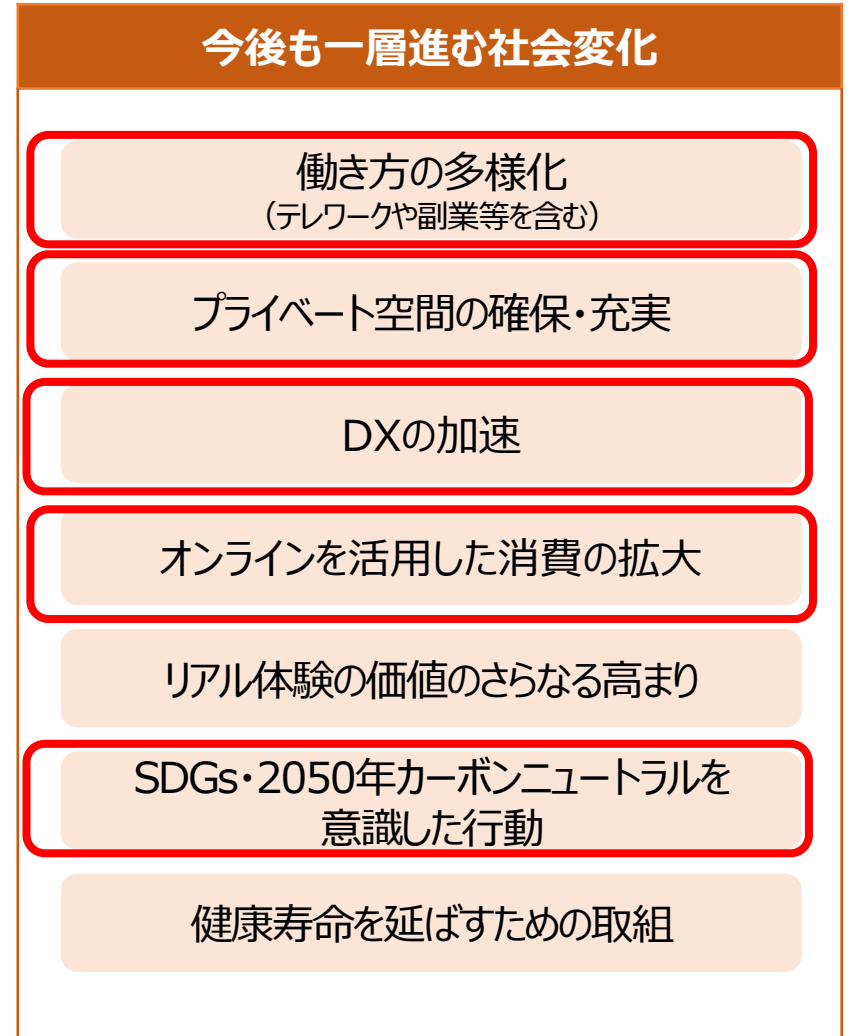 今後も一層進む社会変化
働き方の多様化
（テレワークや副業等を含む）
プライベート空間の確保・充実
DXの加速
オンラインを活用した消費の拡大
リアル体験の価値のさらなる高まり
SDGs・2050年カーボンニュートラルを
意識した行動
健康寿命を延ばすための取組